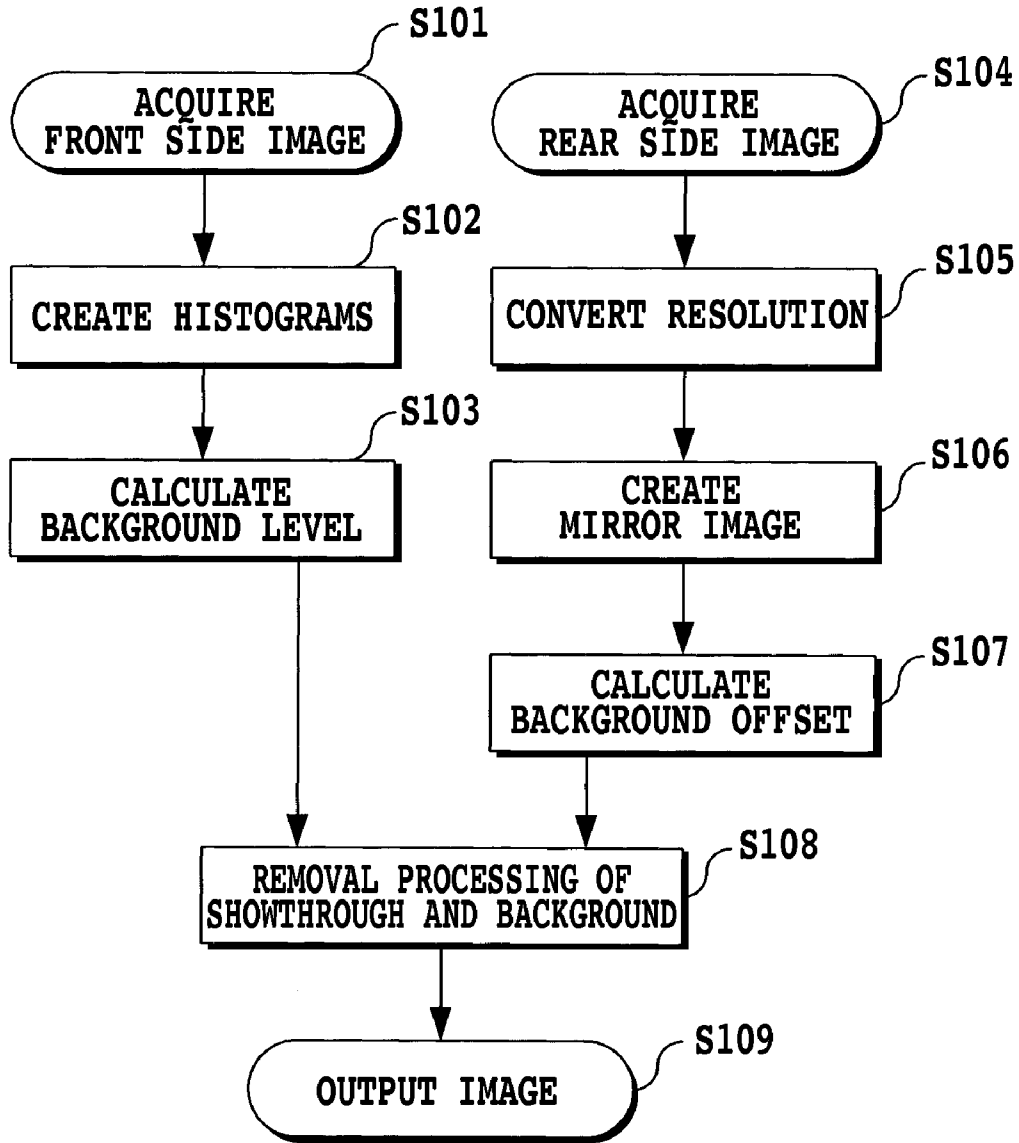 S101
ACQUIRE
FRONT SIDE IMAGE
S102
CREATE HISTOGRAMS
S103
CALCULATE
BACKGROUND LEVEL
S104
ACQUIRE
REAR SIDE IMAGE
S105
CONVERT RESOLUTION
S106
CREATE
MIRROR IMAGE
S107
CALCULATE
BACKGROUND OFFSET
S108
REMOVAL PROCESSING OF
SHOWTHROUGH AND BACKGROUND
S109
OUTPUT IMAGE